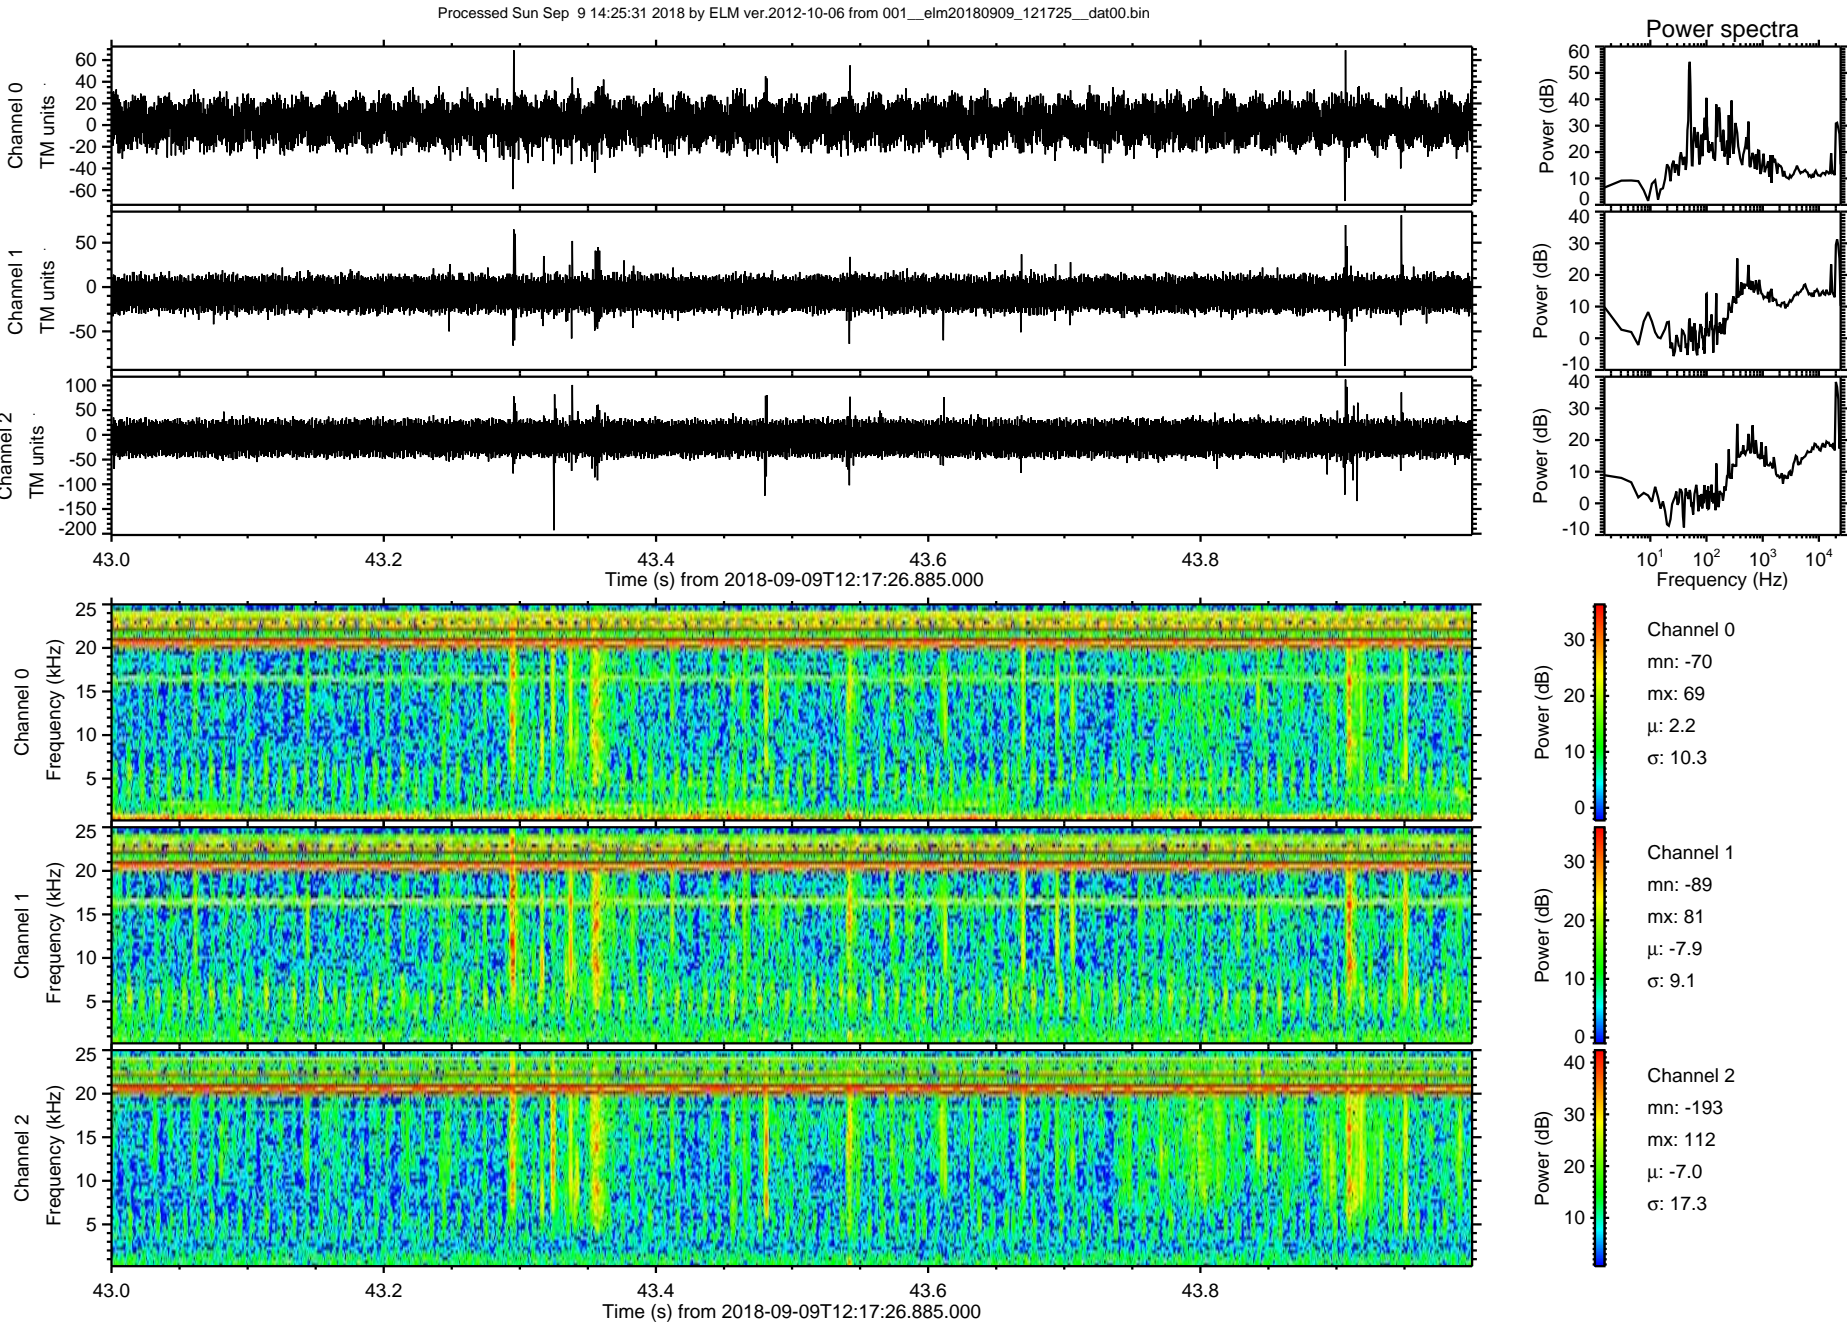 Processed Sun Sep  9 14:25:31 2018 by ELM ver.2012-10-06 from 001__elm20180909_121725__dat00.bin
Power spectra
Channel 0
TM units
60
40
20
0
-20
-40
-60
Power (dB)
60
50
40
30
20
10
0
Channel 1
TM units
50
0
-50
Power (dB)
40
30
20
10
0
-10
Channel 2
TM units
100
50
0
-50
-100
-150
-200
Power (dB)
40
30
20
10
0
-10
43.0 43.2 43.4 43.6 43.8
Time (s) from 2018-09-09T12:17:26.885.000
10^1 10^2 10^3 10^4
Frequency (Hz)
Channel 0
Frequency (kHz)
25
20
15
10
5
Power (dB)
30
20
10
0
Channel 0
mn: -70
mx: 69
μ: 2.2
σ: 10.3
Channel 1
Frequency (kHz)
25
20
15
10
5
Power (dB)
30
20
10
0
Channel 1
mn: -89
mx: 81
μ: -7.9
σ: 9.1
Channel 2
Frequency (kHz)
25
20
15
10
5
Power (dB)
40
30
20
10
Channel 2
mn: -193
mx: 112
μ: -7.0
σ: 17.3
43.0 43.2 43.4 43.6 43.8
Time (s) from 2018-09-09T12:17:26.885.000